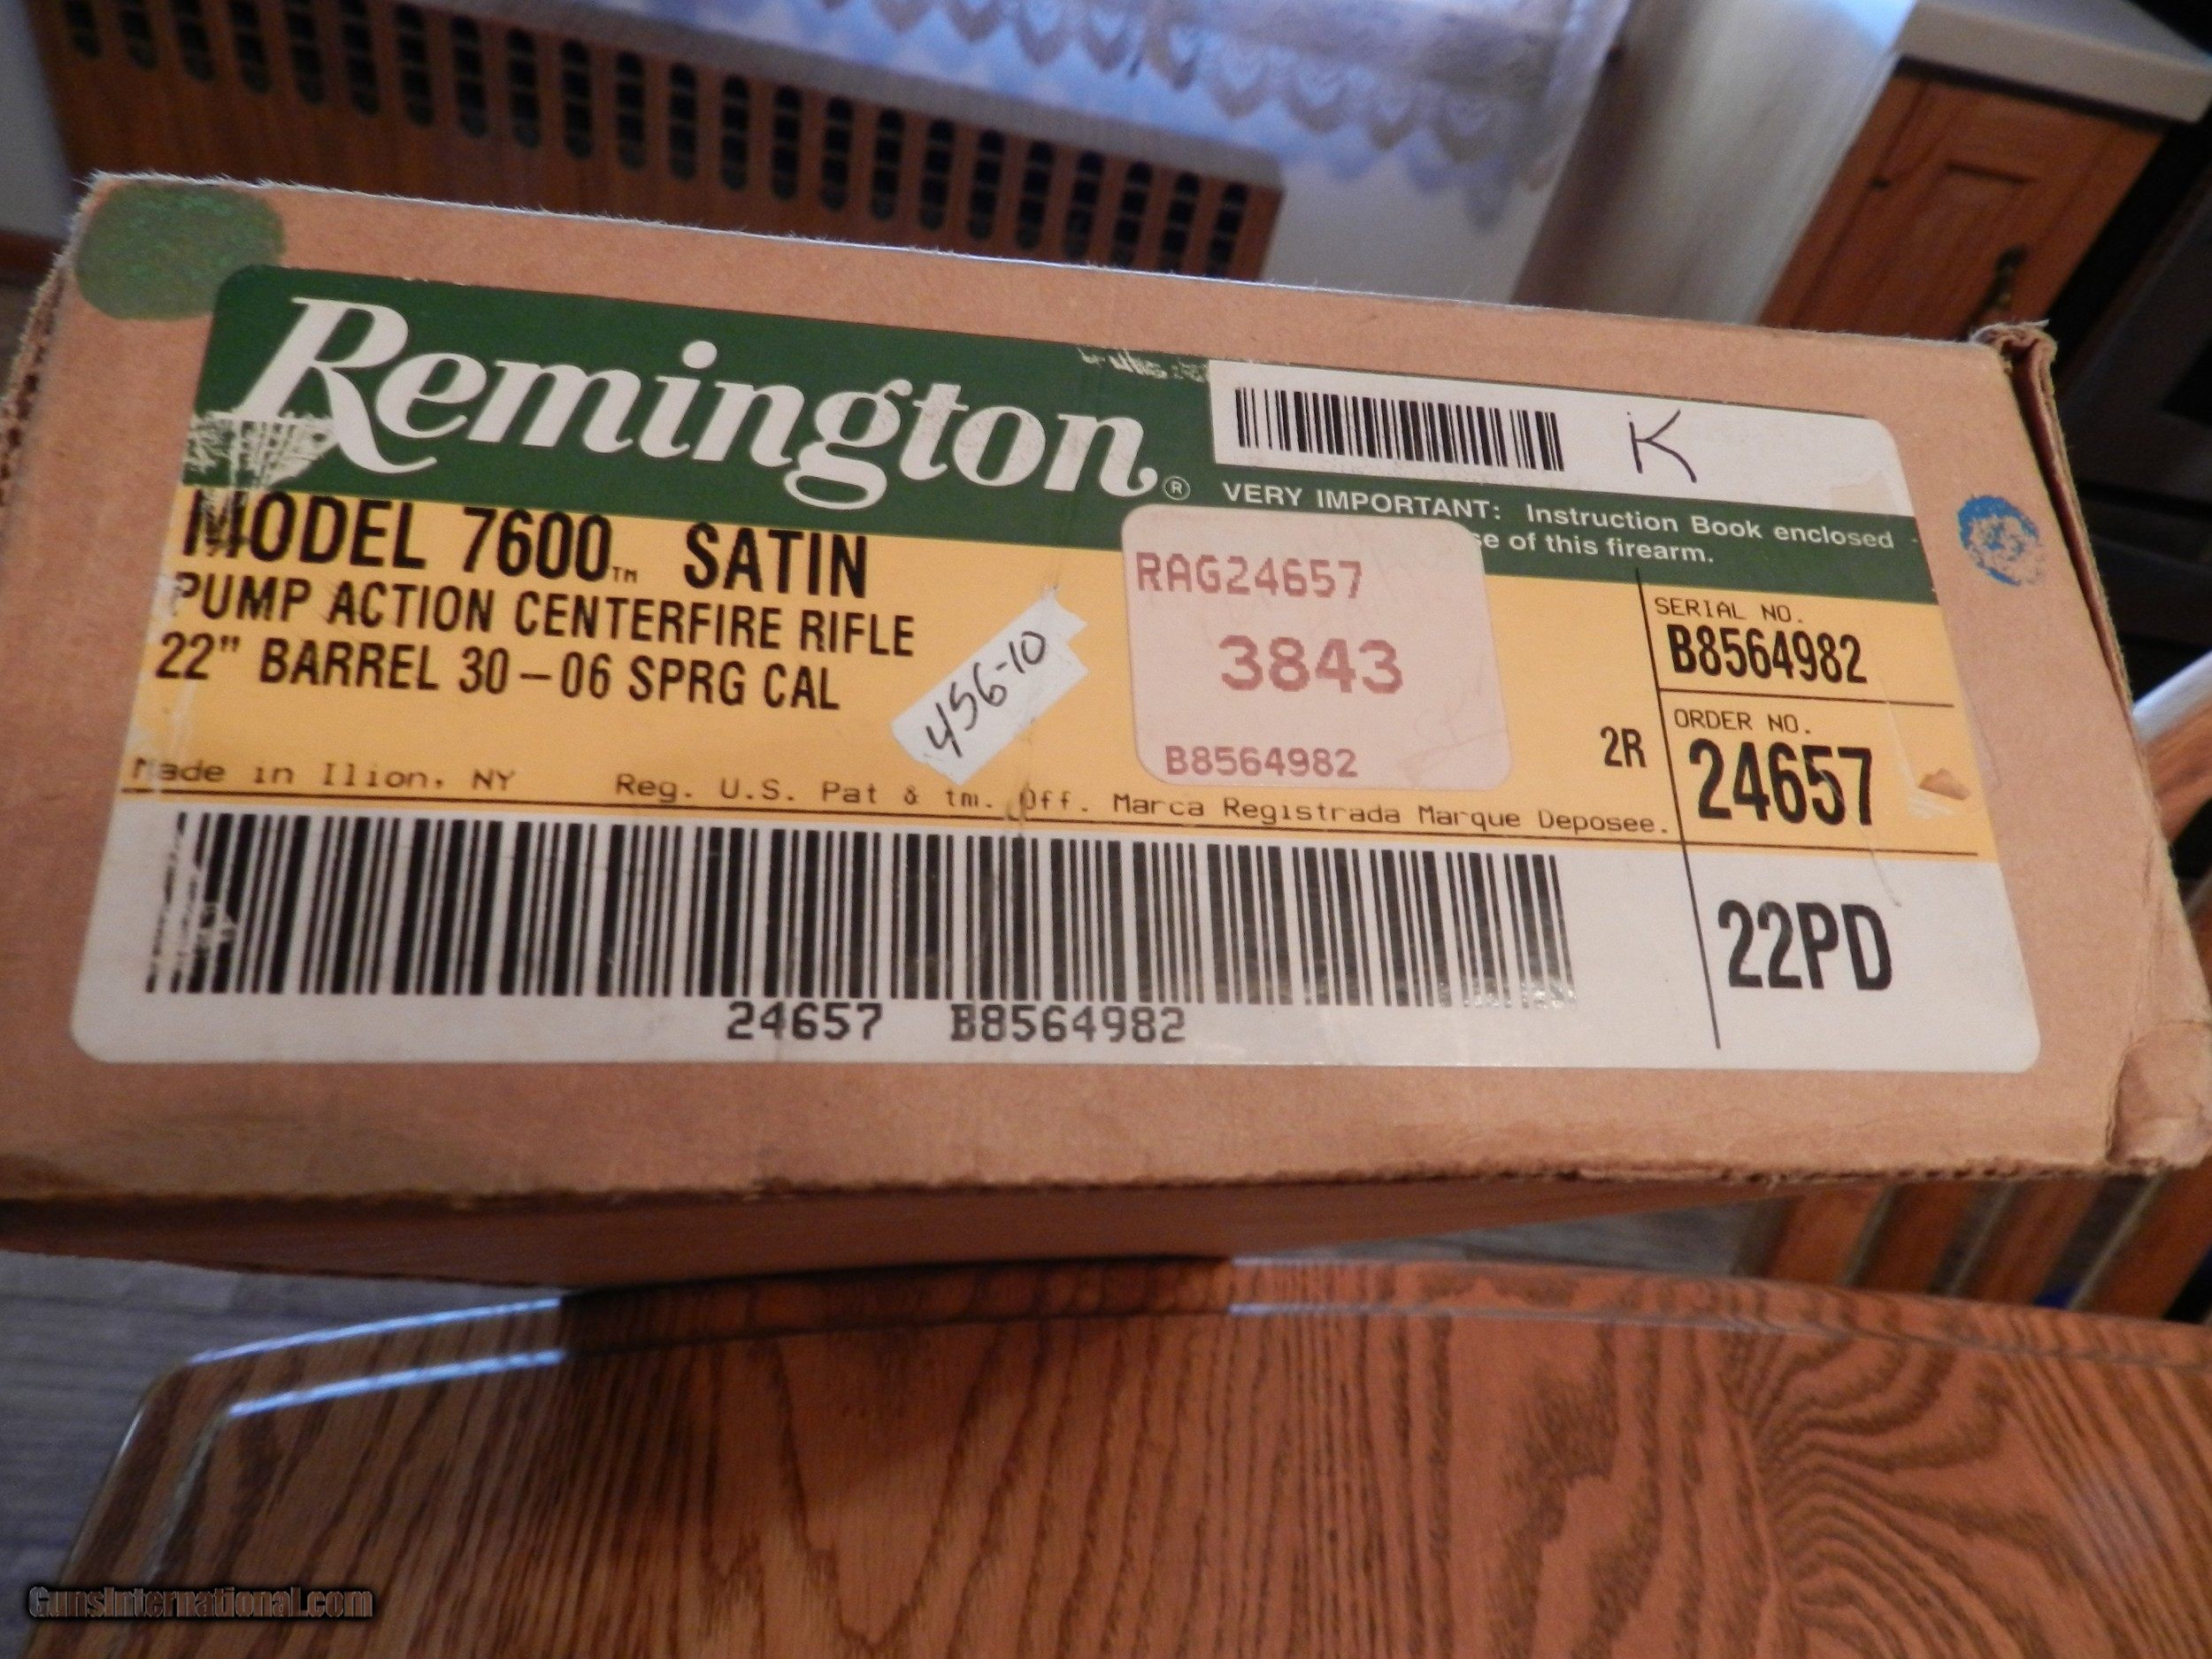 Remington®
K
VERY IMPORTANT: Instruction Book enclosed
of this firearm.
MODEL 7600™ SATIN
PUMP ACTION CENTERFIRE RIFLE
22" BARREL 30-06 SPRG CAL
456-10
RAG24657
3843
B8564982
SERIAL NO.
B8564982
2R
ORDER NO.
24657
Made in Ilion, NY
Reg. U.S. Pat & tm. Off. Marca Registrada Marque Deposee.
22PD
24657 B8564982
GunsInternational.com